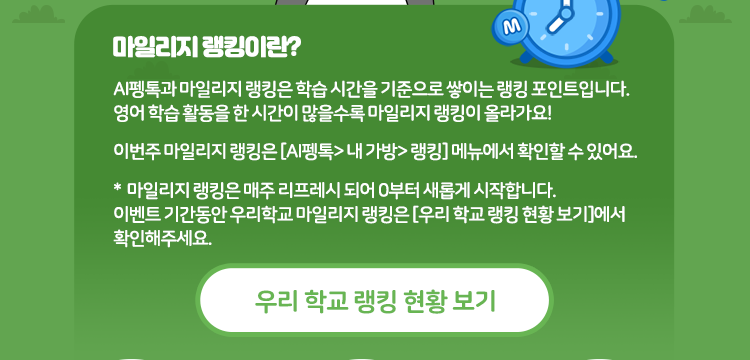 M
마일리지 랭킹이란?
AI펭톡과 마일리지 랭킹은 학습 시간을 기준으로 쌓이는 랭킹 포인트입니다.
영어 학습 활동을 한 시간이 많을수록 마일리지 랭킹이 올라가요!
이번주 마일리지 랭킹은 [AI펭톡> 내 가방> 랭킹] 메뉴에서 확인할 수 있어요.
* 마일리지 랭킹은 매주 리프레시 되어 0부터 새롭게 시작합니다.
이벤트 기간동안 우리학교 마일리지 랭킹은 [우리 학교 랭킹 현황 보기]에서
확인해주세요.
우리 학교 랭킹 현황 보기